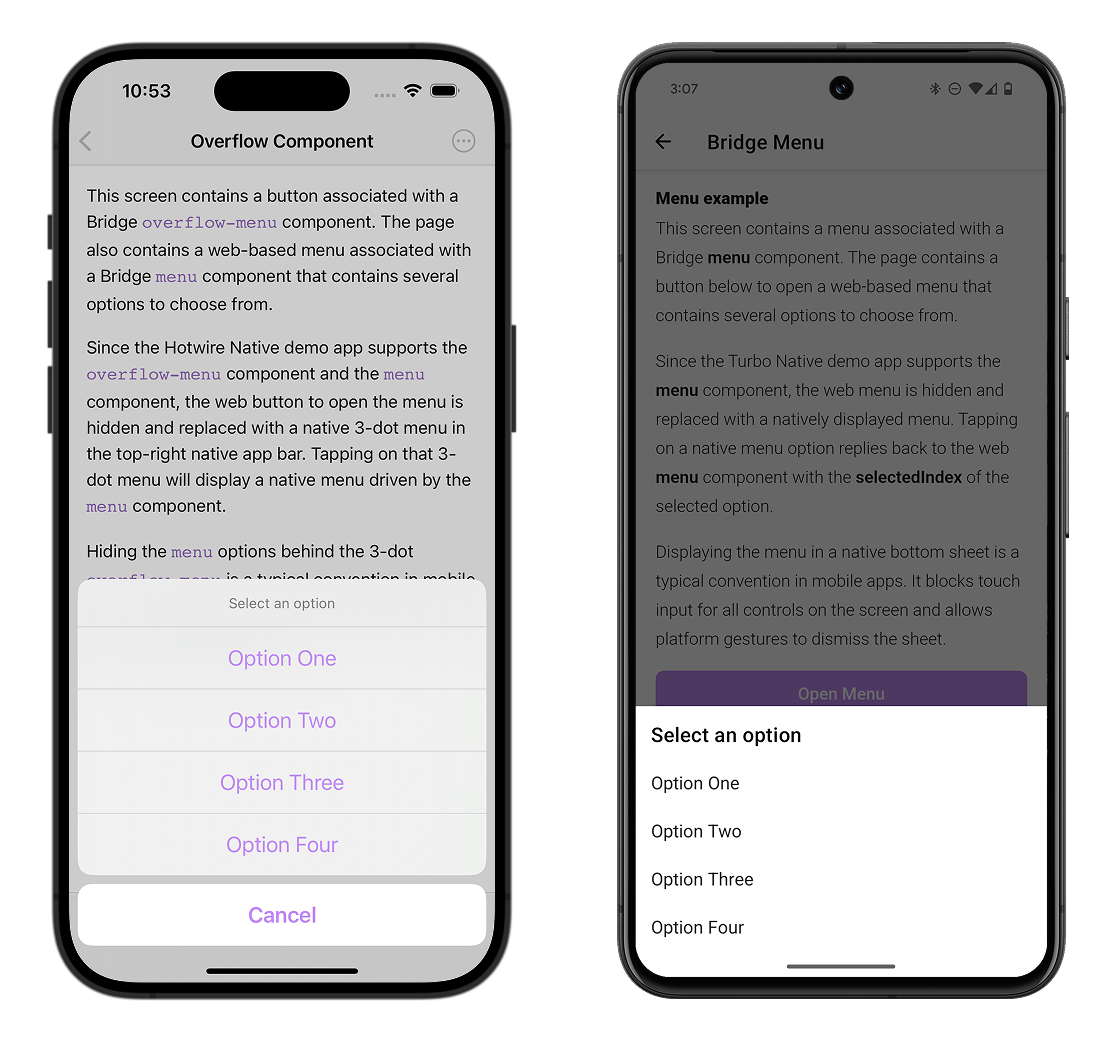 10:53
Overflow Component
This screen contains a button associated with a
Bridge overflow-menu component. The page
also contains a web-based menu associated with
a Bridge menu component that contains several
options to choose from.
Since the Hotwire Native demo app supports the
overflow-menu component and the menu
component, the web button to open the menu is
hidden and replaced with a native 3-dot menu in
the top-right native app bar. Tapping on that 3-
dot menu will display a native menu driven by the
menu component.
Hiding the menu options behind the 3-dot
overflow-menu is a typical convention in mobile
Select an option
Option One
Option Two
Option Three
Option Four
Cancel
3:07
Bridge Menu
Menu example
This screen contains a menu associated with a
Bridge menu component. The page contains a
button below to open a web-based menu that
contains several options to choose from.
Since the Turbo Native demo app supports the
menu component, the web menu is hidden and
replaced with a natively displayed menu. Tapping
on a native menu option replies back to the web
menu component with the selectedIndex of the
selected option.
Displaying the menu in a native bottom sheet is a
typical convention in mobile apps. It blocks touch
input for all controls on the screen and allows
platform gestures to dismiss the sheet.
Open Menu
Select an option
Option One
Option Two
Option Three
Option Four